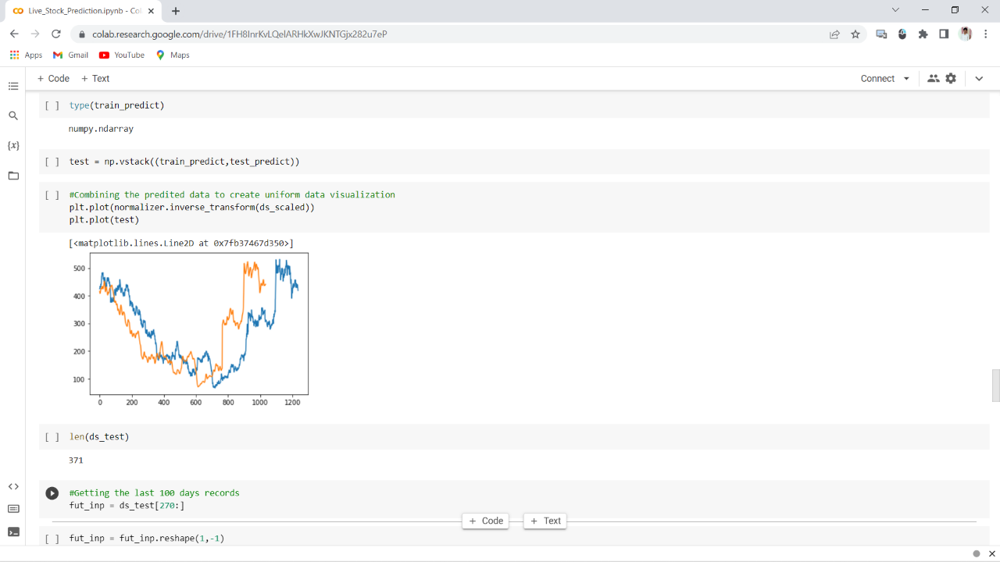 Live_Stock_Prediction.ipynb - Co
colab.research.google.com/drive/1FH8InrKvLQelARHkXwJKNTGjx282u7eP
Apps Gmail YouTube Maps
+ Code + Text Connect
[ ] type(train_predict)
numpy.ndarray
{x}
[ ] test = np.vstack((train_predict,test_predict))
[ ] #Combining the predited data to create uniform data visualization
plt.plot(normalizer.inverse_transform(ds_scaled))
plt.plot(test)
[<matplotlib.lines.Line2D at 0x7fb37467d350>]
500
400
300
200
100
0 200 400 600 800 1000 1200
[ ] len(ds_test)
371
#Getting the last 100 days records
fut_inp = ds_test[270:]
+ Code + Text
[ ] fut_inp = fut_inp.reshape(1,-1)